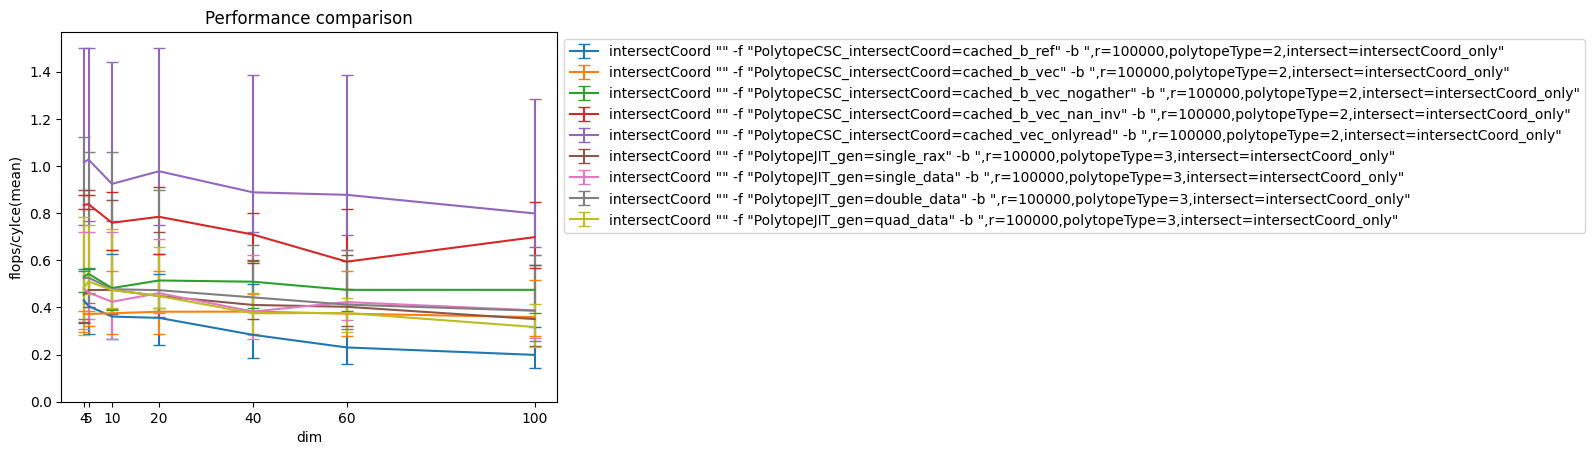 Performance comparison
flops/cylce(mean)
1.4
1.2
1.0
0.8
0.6
0.4
0.2
0.0
4 5 10 20 40 60 100
dim
intersectCoord "" -f "PolytopeCSC_intersectCoord=cached_b_ref" -b ",r=100000,polytopeType=2,intersect=intersectCoord_only"
intersectCoord "" -f "PolytopeCSC_intersectCoord=cached_b_vec" -b ",r=100000,polytopeType=2,intersect=intersectCoord_only"
intersectCoord "" -f "PolytopeCSC_intersectCoord=cached_b_vec_nogather" -b ",r=100000,polytopeType=2,intersect=intersectCoord_only"
intersectCoord "" -f "PolytopeCSC_intersectCoord=cached_b_vec_nan_inv" -b ",r=100000,polytopeType=2,intersect=intersectCoord_only"
intersectCoord "" -f "PolytopeCSC_intersectCoord=cached_vec_onlyread" -b ",r=100000,polytopeType=2,intersect=intersectCoord_only"
intersectCoord "" -f "PolytopeJIT_gen=single_rax" -b ",r=100000,polytopeType=3,intersect=intersectCoord_only"
intersectCoord "" -f "PolytopeJIT_gen=single_data" -b ",r=100000,polytopeType=3,intersect=intersectCoord_only"
intersectCoord "" -f "PolytopeJIT_gen=double_data" -b ",r=100000,polytopeType=3,intersect=intersectCoord_only"
intersectCoord "" -f "PolytopeJIT_gen=quad_data" -b ",r=100000,polytopeType=3,intersect=intersectCoord_only"